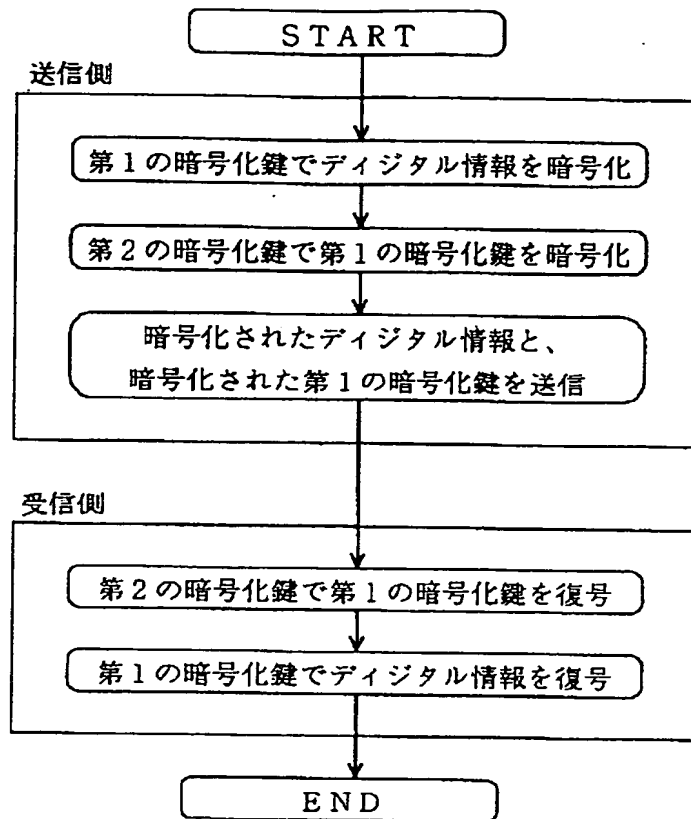 START
送信側
第1の暗号化鍵でディジタル情報を暗号化
第2の暗号化鍵で第1の暗号化鍵を暗号化
暗号化されたディジタル情報と、
暗号化された第1の暗号化鍵を送信
受信側
第2の暗号化鍵で第1の暗号化鍵を復号
第1の暗号化鍵でディジタル情報を復号
END